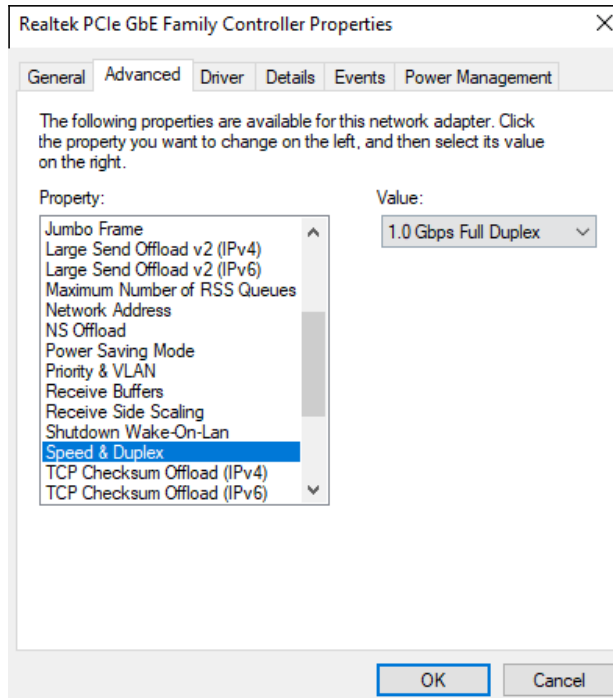 Realtek PCIe GbE Family Controller Properties
General Advanced Driver Details Events Power Management
The following properties are available for this network adapter. Click
the property you want to change on the left, and then select its value
on the right.
Property:
Value:
Jumbo Frame
Large Send Offload v2 (IPv4)
Large Send Offload v2 (IPv6)
Maximum Number of RSS Queues
Network Address
NS Offload
Power Saving Mode
Priority & VLAN
Receive Buffers
Receive Side Scaling
Shutdown Wake-On-Lan
Speed & Duplex
TCP Checksum Offload (IPv4)
TCP Checksum Offload (IPv6)
1.0 Gbps Full Duplex
OK
Cancel